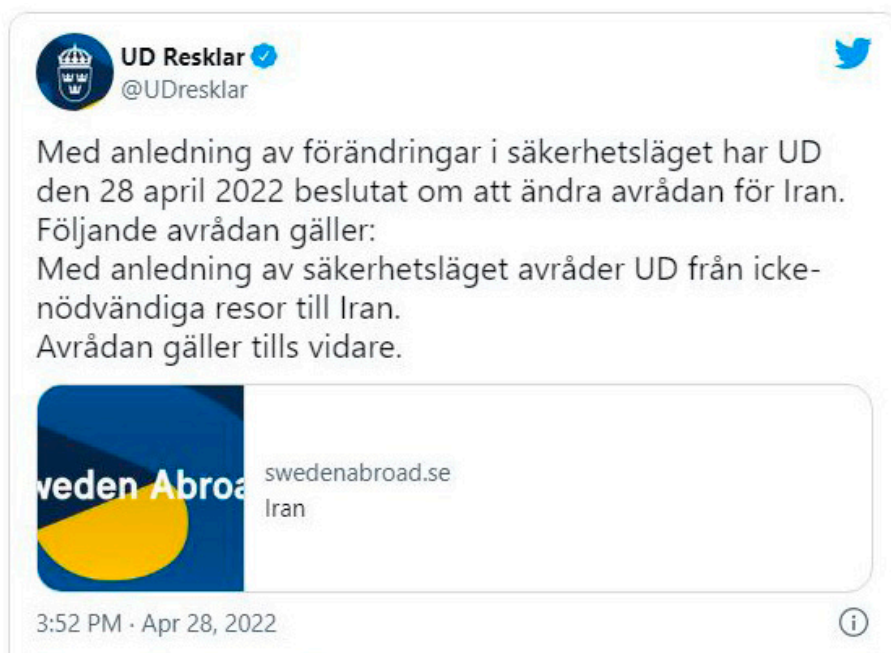 UD Resklar
@UDresklar
Med anledning av förändringar i säkerhetsläget har UD
den 28 april 2022 beslutat om att ändra avrådan för Iran.
Följande avrådan gäller:
Med anledning av säkerhetsläget avråder UD från icke-
nödvändiga resor till Iran.
Avrådan gäller tills vidare.
weden Abroa
swedenabroad.se
Iran
3:52 PM · Apr 28, 2022